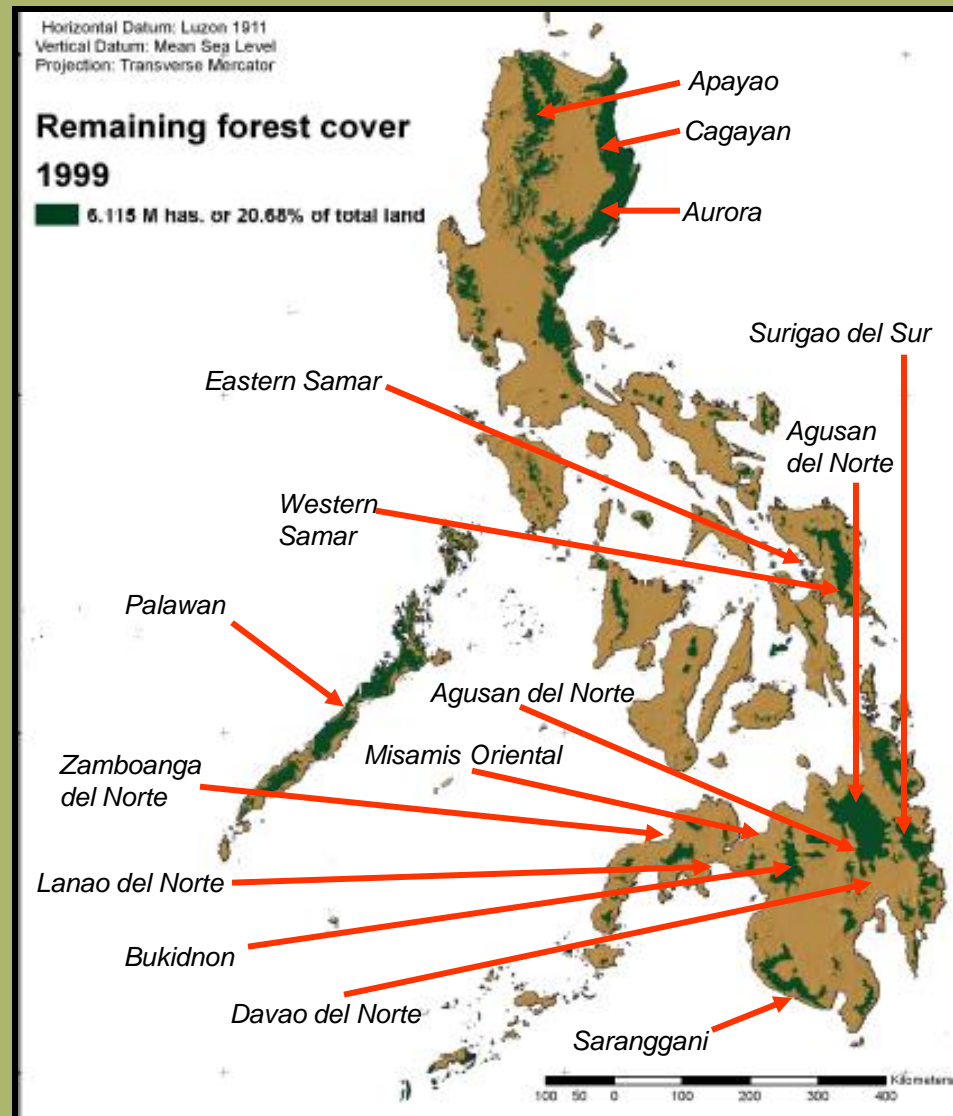 Horizontal Datum: Luzon 1911
Vertical Datum: Mean Sea Level
Projection: Transverse Mercator
Remaining forest cover
1999
6.115 M has. or 20.68% of total land
Apayao
Cagayan
Aurora
Surigao del Sur
Eastern Samar
Agusan
del Norte
Western
Samar
Palawan
Agusan del Norte
Misamis Oriental
Zamboanga
del Norte
Lanao del Norte
Bukidnon
Davao del Norte
Saranggani
Kilometers
100 50 0 100 200 300 400